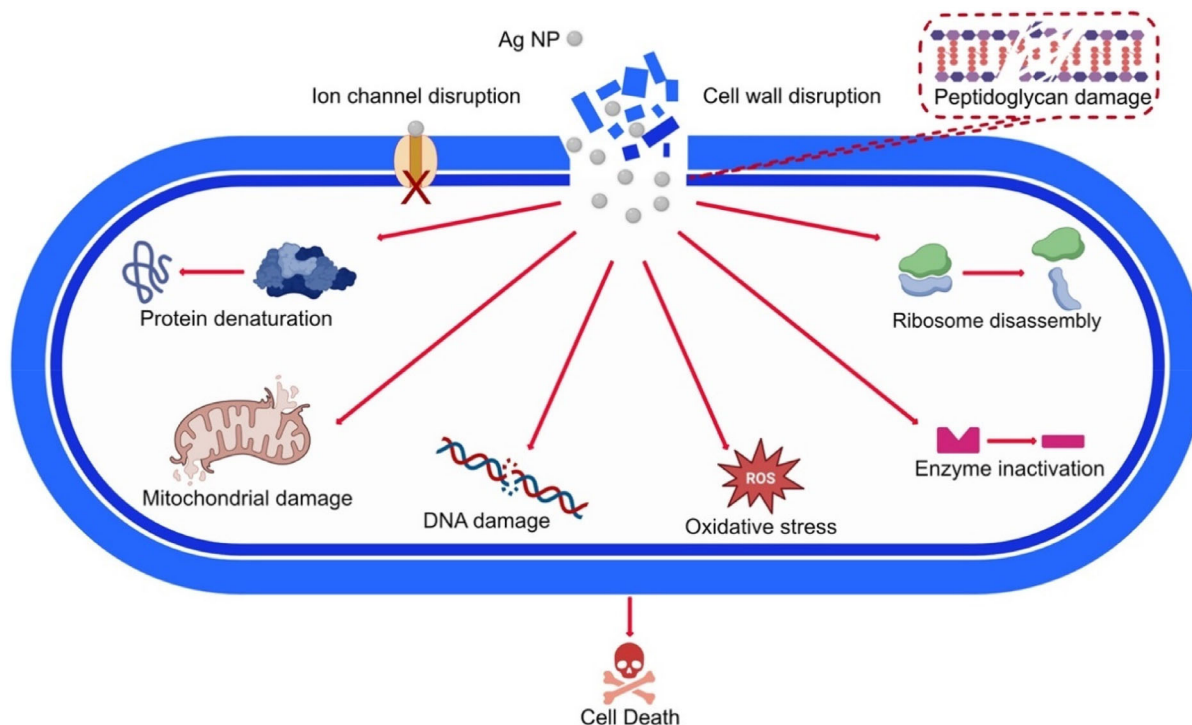 Ag NP
Ion channel disruption
Cell wall disruption
Peptidoglycan damage
Protein denaturation
Ribosome disassembly
Mitochondrial damage
DNA damage
ROS
Oxidative stress
Enzyme inactivation
Cell Death